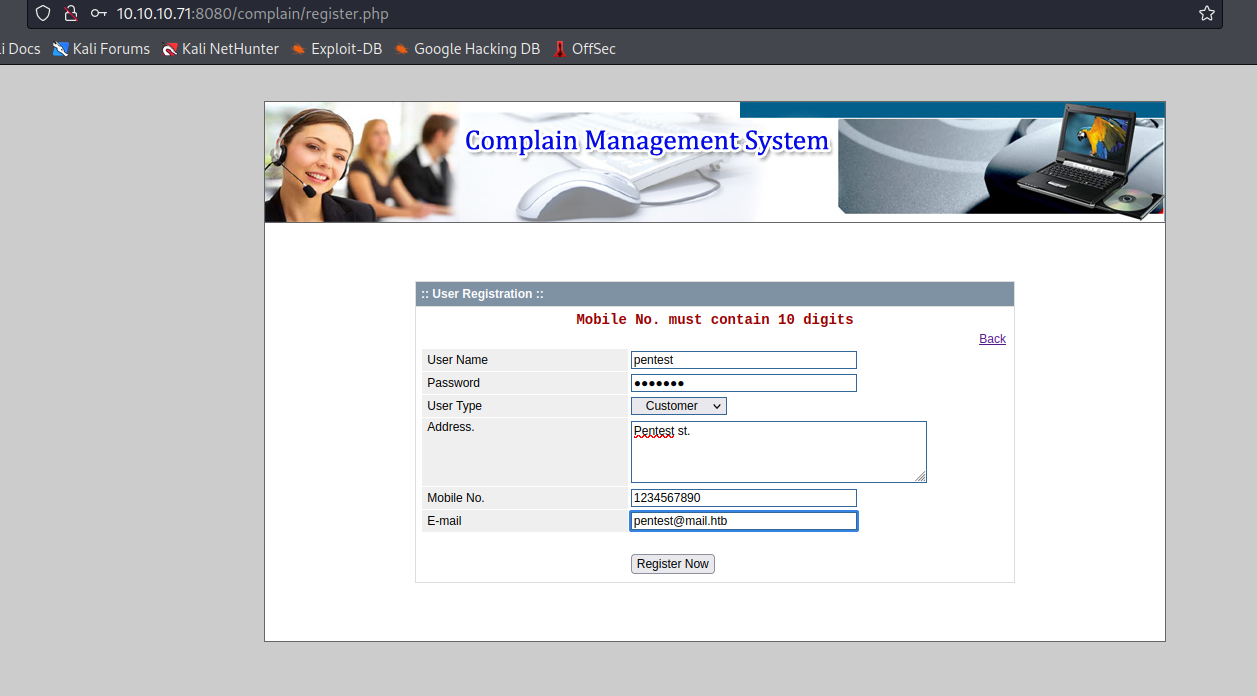 10.10.10.71:8080/complain/register.php
i Docs Kali Forums Kali NetHunter Exploit-DB Google Hacking DB OffSec
Complain Management System
:: User Registration ::
Mobile No. must contain 10 digits
Back
User Name pentest
Password •••••••
User Type Customer
Address. Pentest st.
Mobile No. 1234567890
E-mail pentest@mail.htb
Register Now